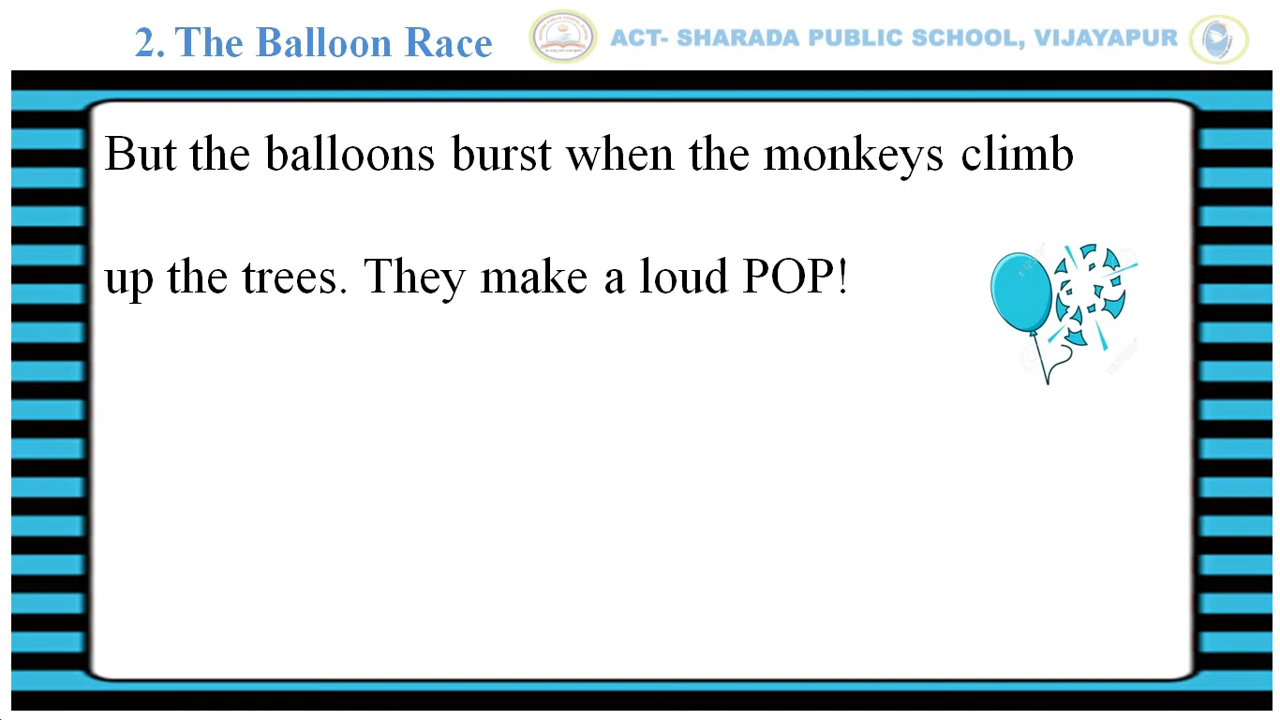 2. The Balloon Race
ACT- SHARADA PUBLIC SCHOOL, VIJAYAPUR
But the balloons burst when the monkeys climb
up the trees. They make a loud POP!